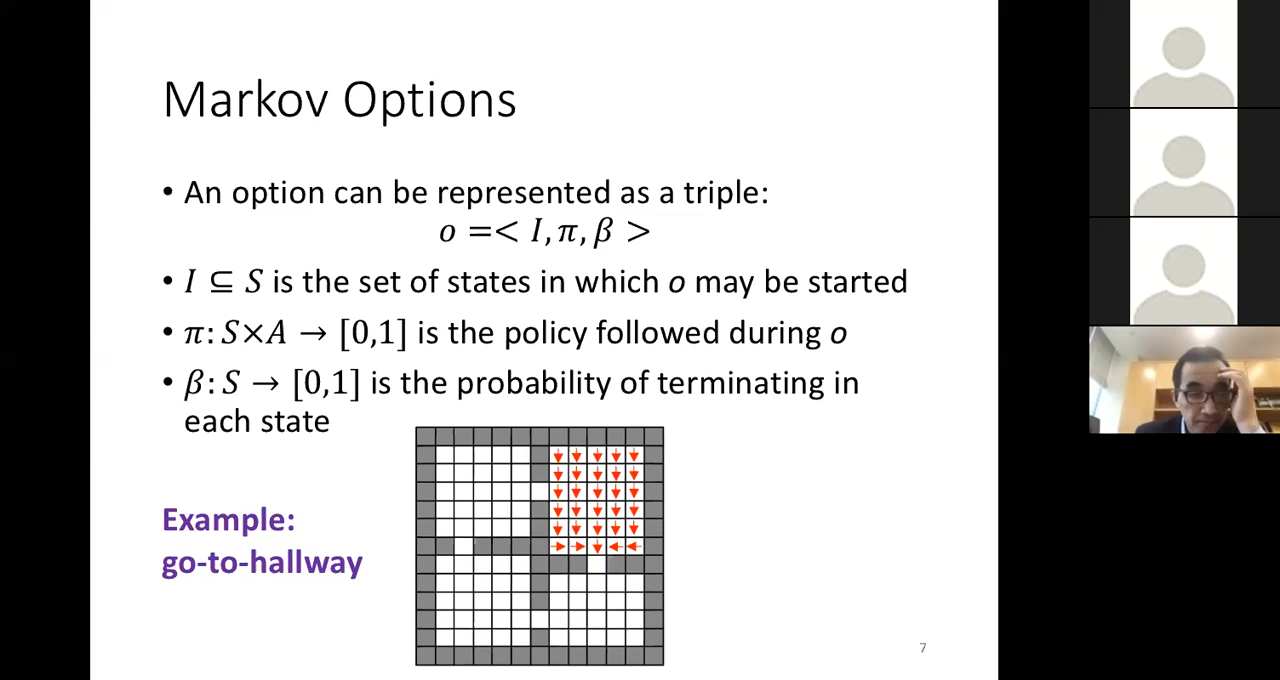 Markov Options
• An option can be represented as a triple:
𝑜 =< 𝐼, 𝜋, 𝛽 >
• 𝐼 ⊆ 𝑆 is the set of states in which o may be started
• 𝜋: 𝑆×𝐴 → [0,1] is the policy followed during o
• 𝛽: 𝑆 → [0,1] is the probability of terminating in
each state
Example:
go-to-hallway
7